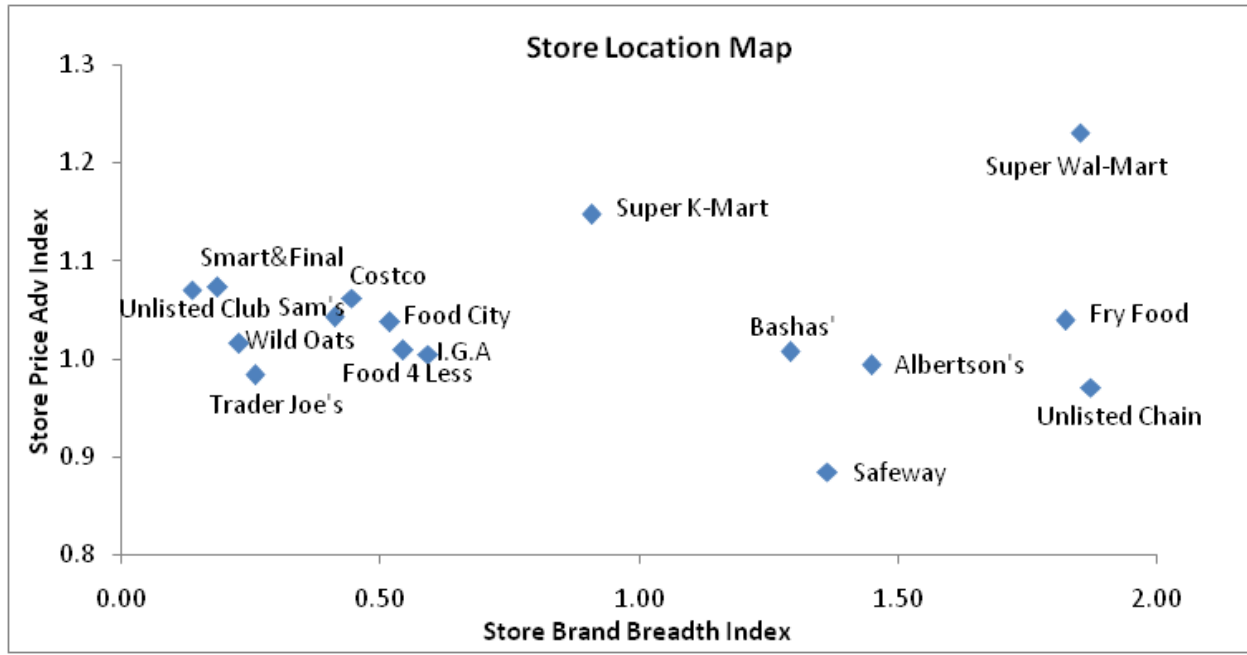 Store Location Map
Store Price Adv Index
1.3
1.2
1.1
1.0
0.9
0.8
Super Wal-Mart
Super K-Mart
Smart&Final
Costco
Unlisted Club
Sam's
Food City
Fry Food
Wild Oats
Bashas'
I.G.A
Albertson's
Food 4 Less
Trader Joe's
Unlisted Chain
Safeway
0.00
0.50
1.00
1.50
2.00
Store Brand Breadth Index